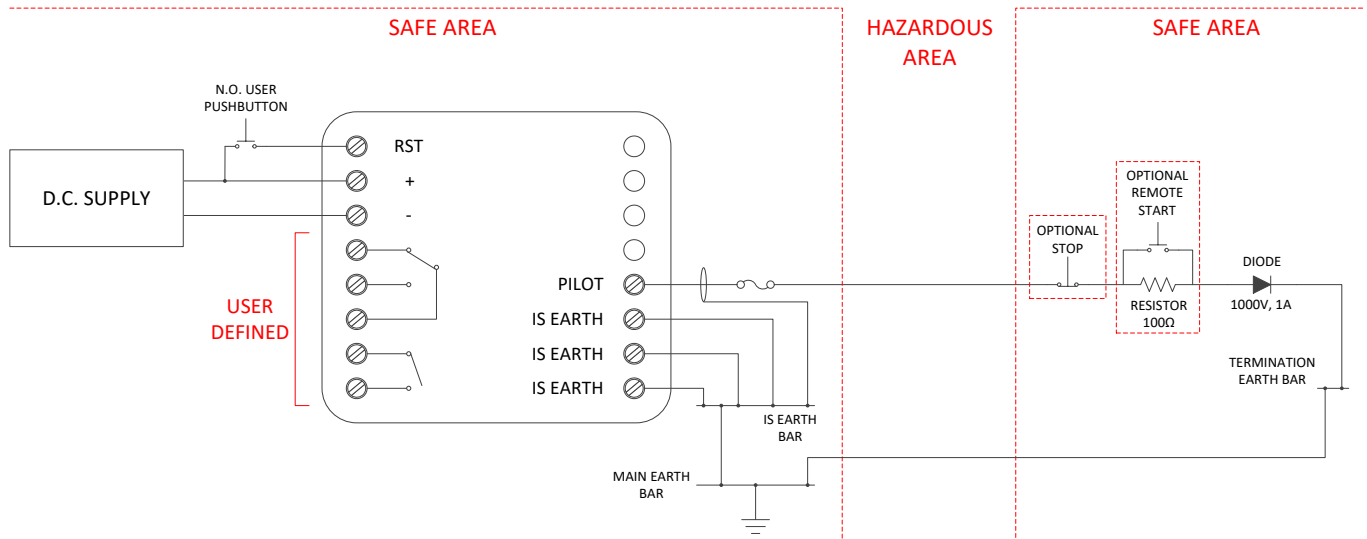 SAFE AREA
HAZARDOUS
AREA
SAFE AREA
N.O. USER
PUSHBUTTON
D.C. SUPPLY
RST
+
-
USER
DEFINED
PILOT
IS EARTH
IS EARTH
IS EARTH
IS EARTH
BAR
MAIN EARTH
BAR
OPTIONAL
STOP
OPTIONAL
REMOTE
START
RESISTOR
100Ω
DIODE
1000V, 1A
TERMINATION
EARTH BAR